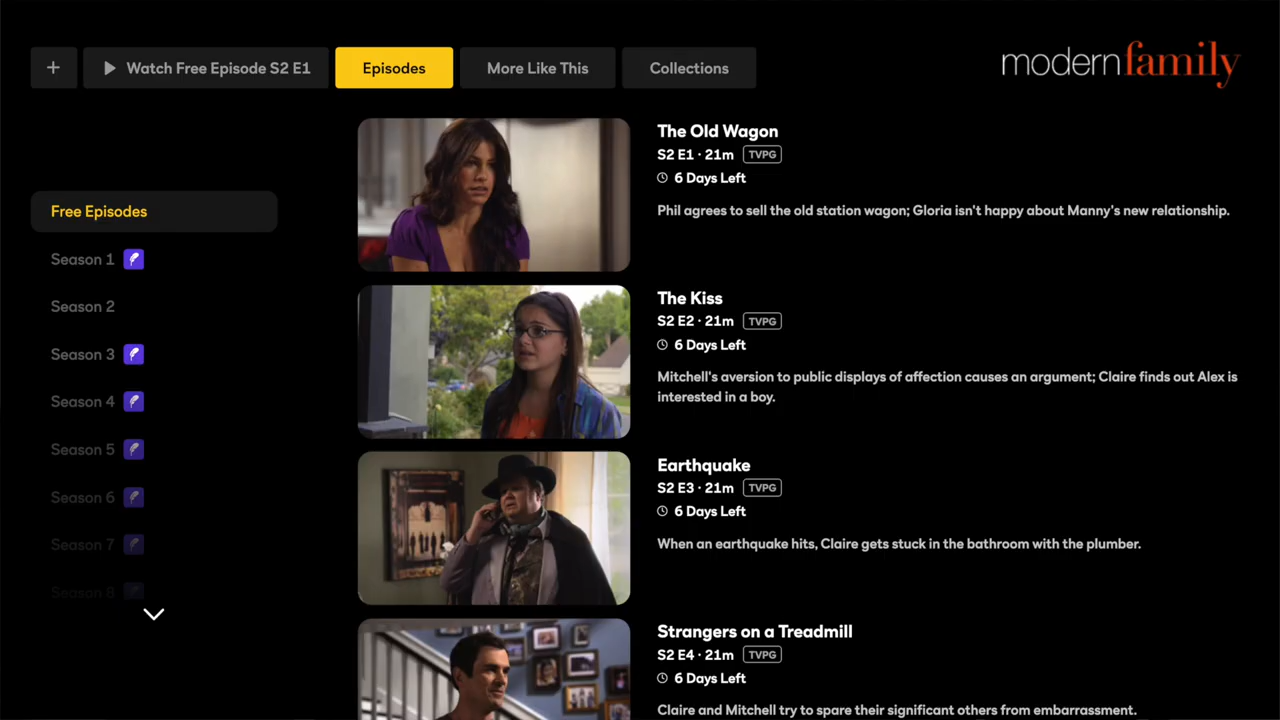 +
Watch Free Episode S2 E1
Episodes
More Like This
Collections
modernfamily
Free Episodes
Season 1
Season 2
Season 3
Season 4
Season 5
Season 6
Season 7
Season 8
The Old Wagon
S2 E1 · 21m TVPG
6 Days Left
Phil agrees to sell the old station wagon; Gloria isn't happy about Manny's new relationship.
The Kiss
S2 E2 · 21m TVPG
6 Days Left
Mitchell's aversion to public displays of affection causes an argument; Claire finds out Alex is
interested in a boy.
Earthquake
S2 E3 · 21m TVPG
6 Days Left
When an earthquake hits, Claire gets stuck in the bathroom with the plumber.
Strangers on a Treadmill
S2 E4 · 21m TVPG
6 Days Left
Claire and Mitchell try to spare their significant others from embarrassment.